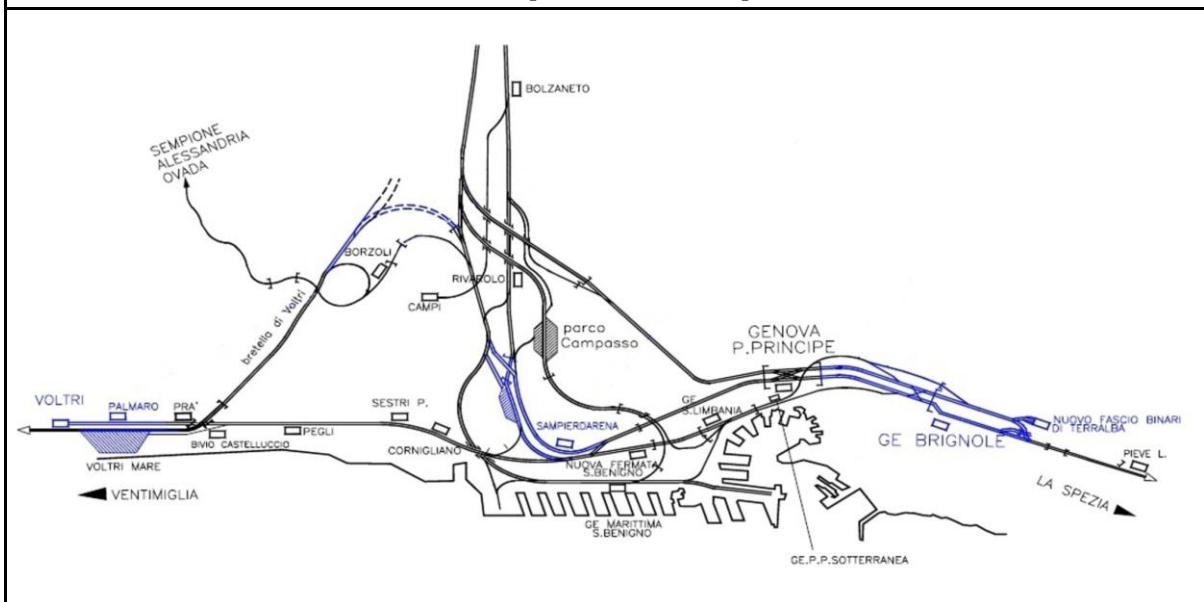 BOLZANETO
SEMPIONE
ALESSANDRIA
OVADA
BORZOLI
RIVAROLO
CAMPI
bretella di Voltri
parco
Campasso
GENOVA
P.PRINCIPE
VOLTRI
PALMARO
PRA'
SESTRI P.
GE
S.LIMBANIA
SAMPIERDARENA
NUOVO FASCIO BINARI
DI TERRALBA
GE BRIGNOLE
BIVIO CASTELLUCCIO
PEGLI
CORNIGLIANO
NUOVA FERMATA
S.BENIGNO
PIEVE L.
VOLTRI MARE
VENTIMIGLIA
LA SPEZIA
GE MARITTIMA
S.BENIGNO
GE.P.P.SOTTERRANEA